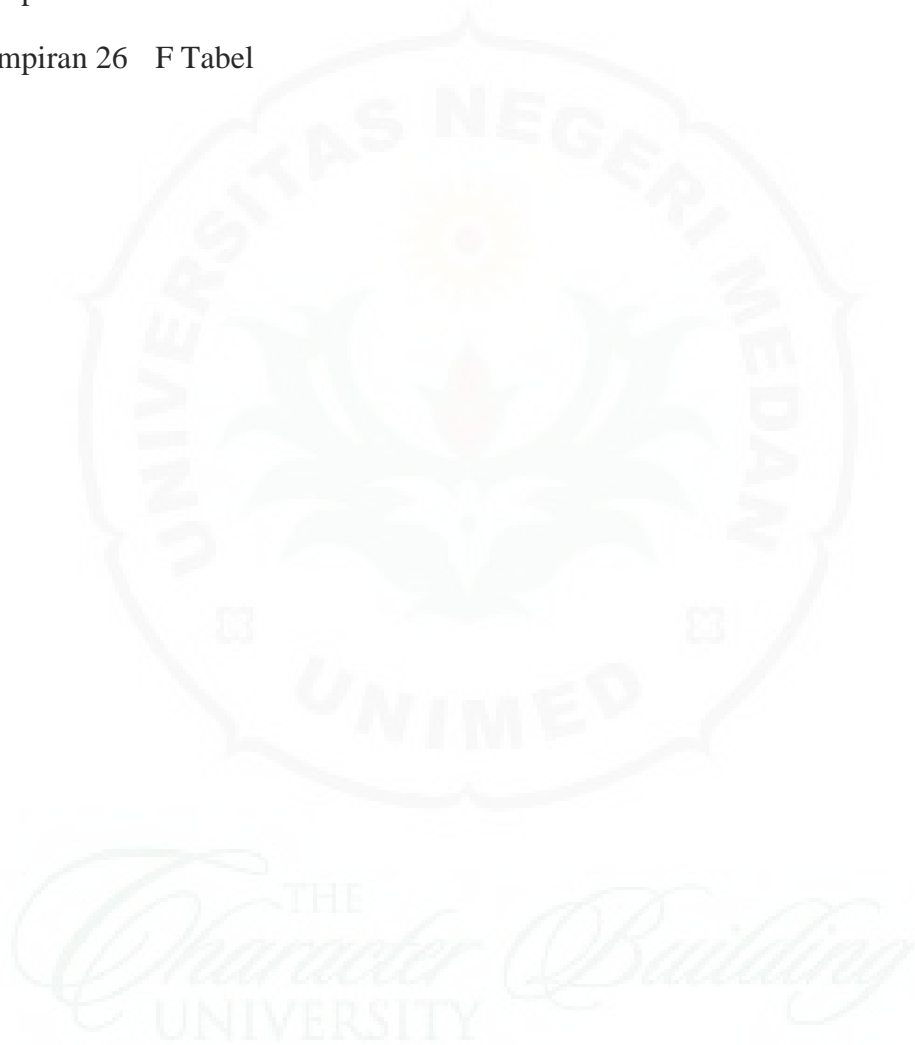 mpiran 26 F Tabel
UNIVERSITAS NEGERI MEDAN
UNIMED
THE
Character Building
UNIVERSITY